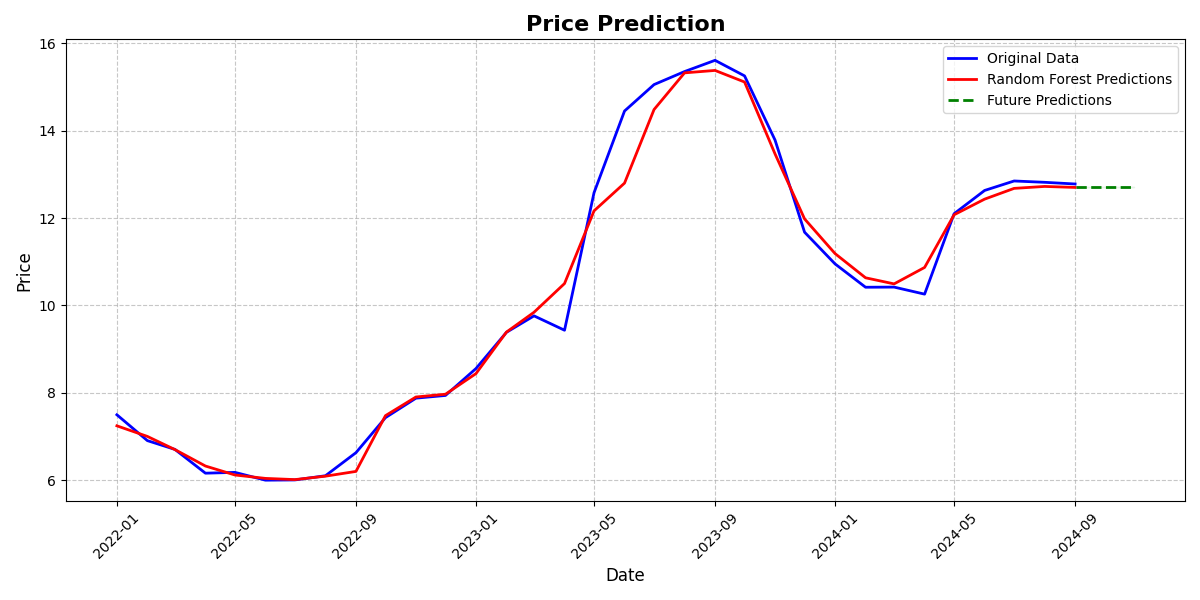 Price Prediction
Price
16
14
12
10
8
6
Original Data
Random Forest Predictions
Future Predictions
2022-01
2022-05
2022-09
2023-01
2023-05
2023-09
2024-01
2024-05
2024-09
Date